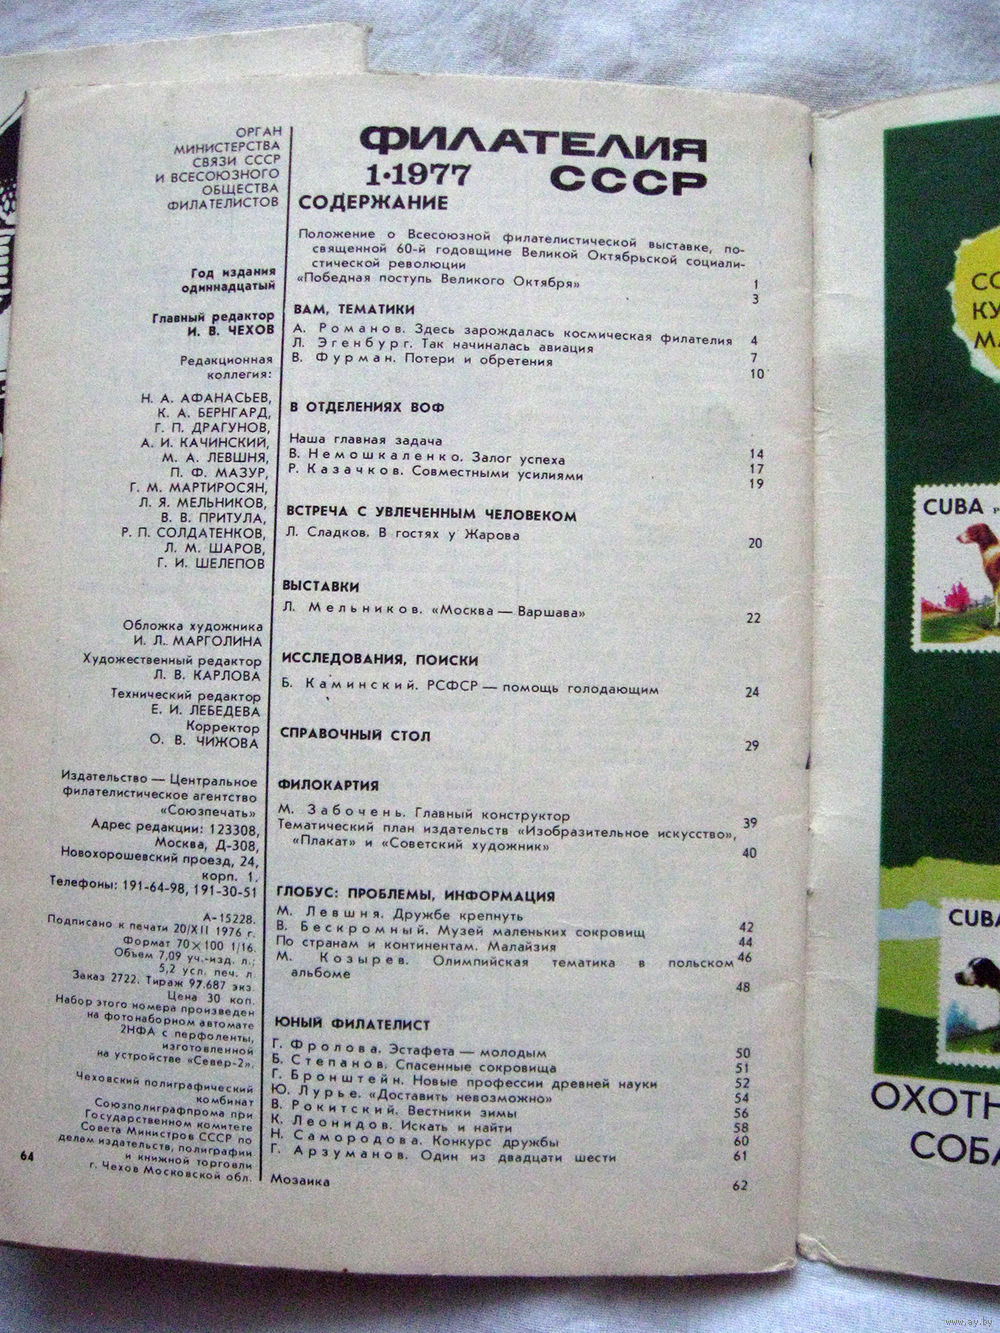 ОРГАН
МИНИСТЕРСТВА
СВЯЗИ СССР
И ВСЕСОЮЗНОГО
ОБЩЕСТВА
ФИЛАТЕЛИСТОВ
Год издания
одиннадцатый
Главный редактор
И. В. ЧЕХОВ
Редакционная
коллегия:
Н. А. АФАНАСЬЕВ,
К. А. БЕРНГАРД,
Г. П. ДРАГУНОВ,
А. И. КАЧИНСКИЙ,
М. А. ЛЕВШНЯ,
П. Ф. МАЗУР,
Г. М. МАРТИРОСЯН,
Л. Я. МЕЛЬНИКОВ,
В. В. ПРИТУЛА,
Р. П. СОЛДАТЕНКОВ,
Л. М. ШАРОВ,
Г. И. ШЕЛЕПОВ
Обложка художника
И. Л. МАРГОЛИНА
Художественный редактор
Л. В. КАРЛОВА
Технический редактор
Е. И. ЛЕБЕДЕВА
Корректор
О. В. ЧИЖОВА
Издательство — Центральное
филателистическое агентство
«Союзпечать»
Адрес редакции: 123308,
Москва, Д-308,
Новохорошевский проезд, 24,
корп. 1.
Телефоны: 191-64-98, 191-30-51
А-15228.
Подписано к печати 20/XII 1976 г.
Формат 70×100 1/16.
Объем 7,09 уч.-изд. л.;
5,2 усл. печ. л.
Заказ 2722. Тираж 97.687 экз.
Цена 30 коп.
Набор этого номера произведен
на фотонаборном автомате
2НФА с перфоленты,
изготовленной
на устройстве «Север-2».
Чеховский полиграфический
комбинат
Союзполиграфпрома при
Государственном комитете
Совета Министров СССР по
делам издательств, полиграфии
и книжной торговли
г. Чехов Московской обл.
64
ФИЛАТЕЛИЯ
1•1977 СССР
СОДЕРЖАНИЕ
Положение о Всесоюзной филателистической выставке, по-
священной 60-й годовщине Великой Октябрьской социали-
стической революции 1
«Победная поступь Великого Октября» 3
ВАМ, ТЕМАТИКИ
А. Романов. Здесь зарождалась космическая филателия 4
Л. Эгенбург. Так начиналась авиация 7
В. Фурман. Потери и обретения 10
В ОТДЕЛЕНИЯХ ВОФ
Наша главная задача 14
В. Немошкаленко. Залог успеха 17
Р. Казачков. Совместными усилиями 19
ВСТРЕЧА С УВЛЕЧЕННЫМ ЧЕЛОВЕКОМ
Л. Сладков. В гостях у Жарова 20
ВЫСТАВКИ
Л. Мельников. «Москва — Варшава» 22
ИССЛЕДОВАНИЯ, ПОИСКИ
Б. Каминский. РСФСР — помощь голодающим 24
СПРАВОЧНЫЙ СТОЛ 29
ФИЛОКАРТИЯ
М. Забочень. Главный конструктор 39
Тематический план издательств «Изобразительное искусство»,
«Плакат» и «Советский художник» 40
ГЛОБУС: ПРОБЛЕМЫ, ИНФОРМАЦИЯ
М. Левшня. Дружбе крепнуть 42
В. Бескромный. Музей маленьких сокровищ 44
По странам и континентам. Малайзия 46
М. Козырев. Олимпийская тематика в польском
альбоме 48
ЮНЫЙ ФИЛАТЕЛИСТ
Г. Фролова. Эстафета — молодым 50
Б. Степанов. Спасенные сокровища 51
Г. Бронштейн. Новые профессии древней науки 52
Ю. Лурье. «Доставить невозможно» 54
В. Рокитский. Вестники зимы 56
К. Леонидов. Искать и найти 58
Н. Самородова. Конкурс дружбы 60
Г. Арзуманов. Один из двадцати шести 61
Мозаика 62
СО
КУ
МА
CUBA
CUBA
ОХОТН
СОБА
www.ay.by